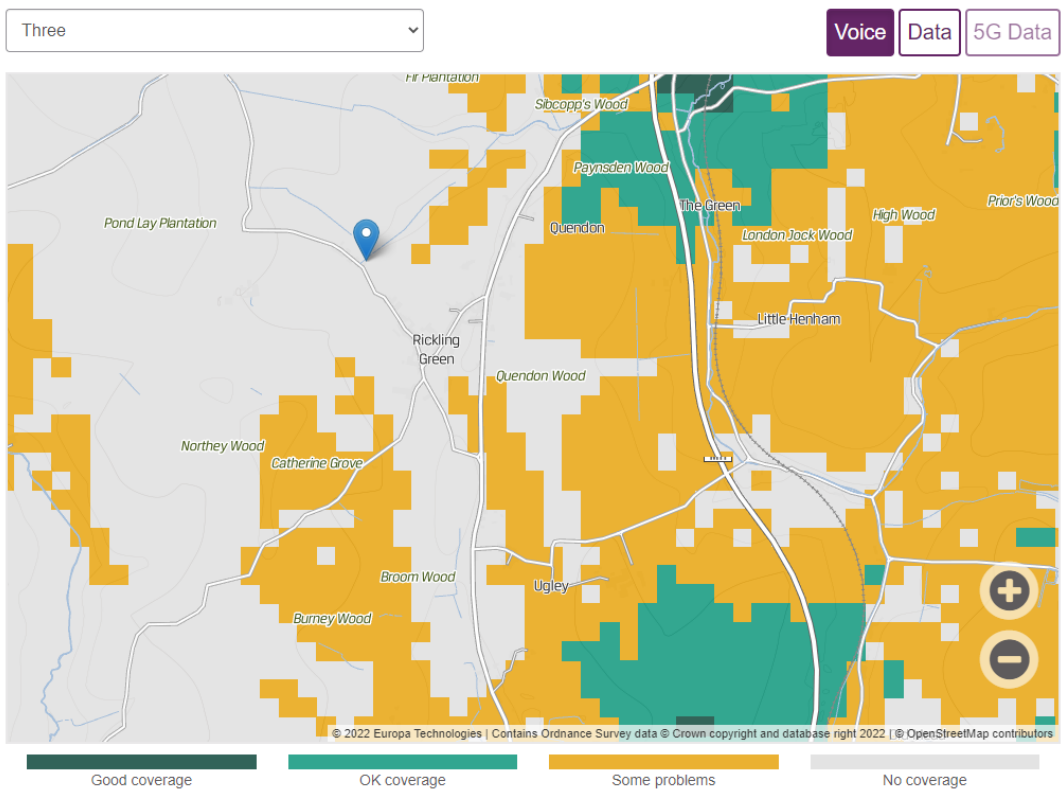 Three
Voice
Data
5G Data
Fir Plantation
Sibcopp's Wood
Paynsden Wood
Prior's Wood
The Green
High Wood
Pond Lay Plantation
Quendon
London Jock Wood
Little Henham
Rickling
Green
Quendon Wood
Northey Wood
Catherine Grove
Broom Wood
Ugley
Burney Wood
© 2022 Europa Technologies | Contains Ordnance Survey data © Crown copyright and database right 2022 | © OpenStreetMap contributors
Good coverage
OK coverage
Some problems
No coverage